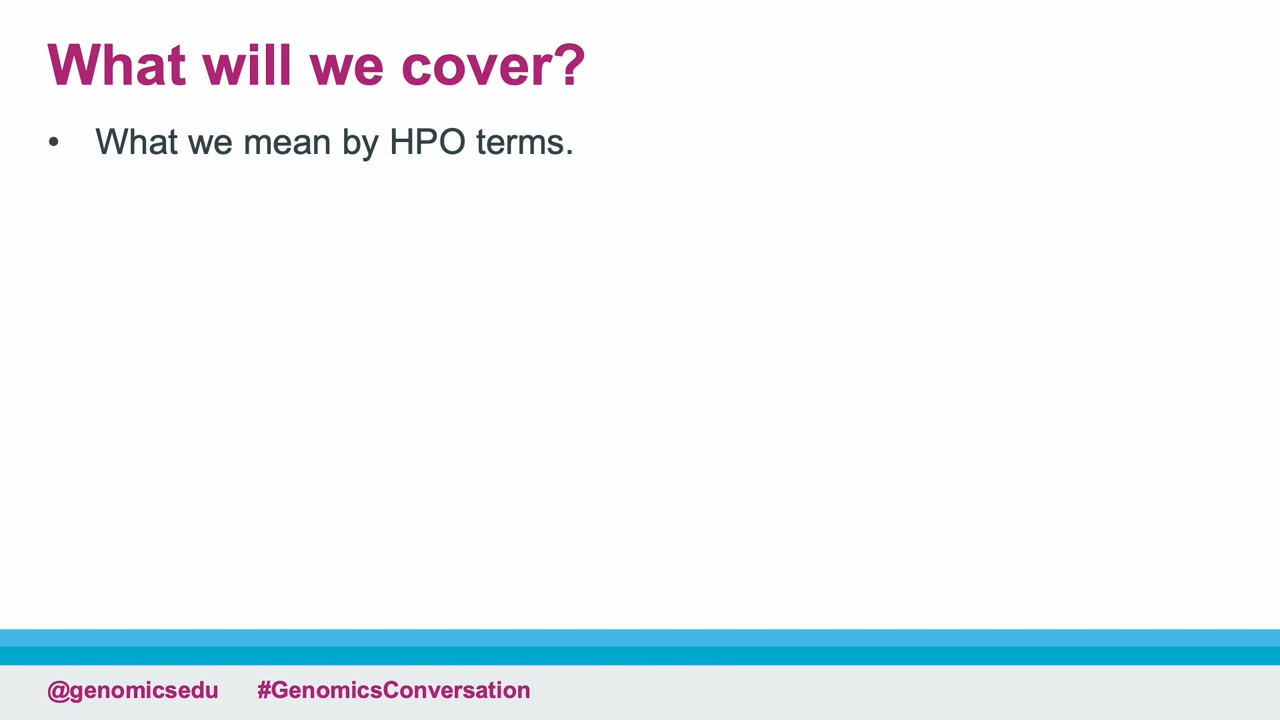 What will we cover?
• What we mean by HPO terms.
@genomicsedu #GenomicsConversation